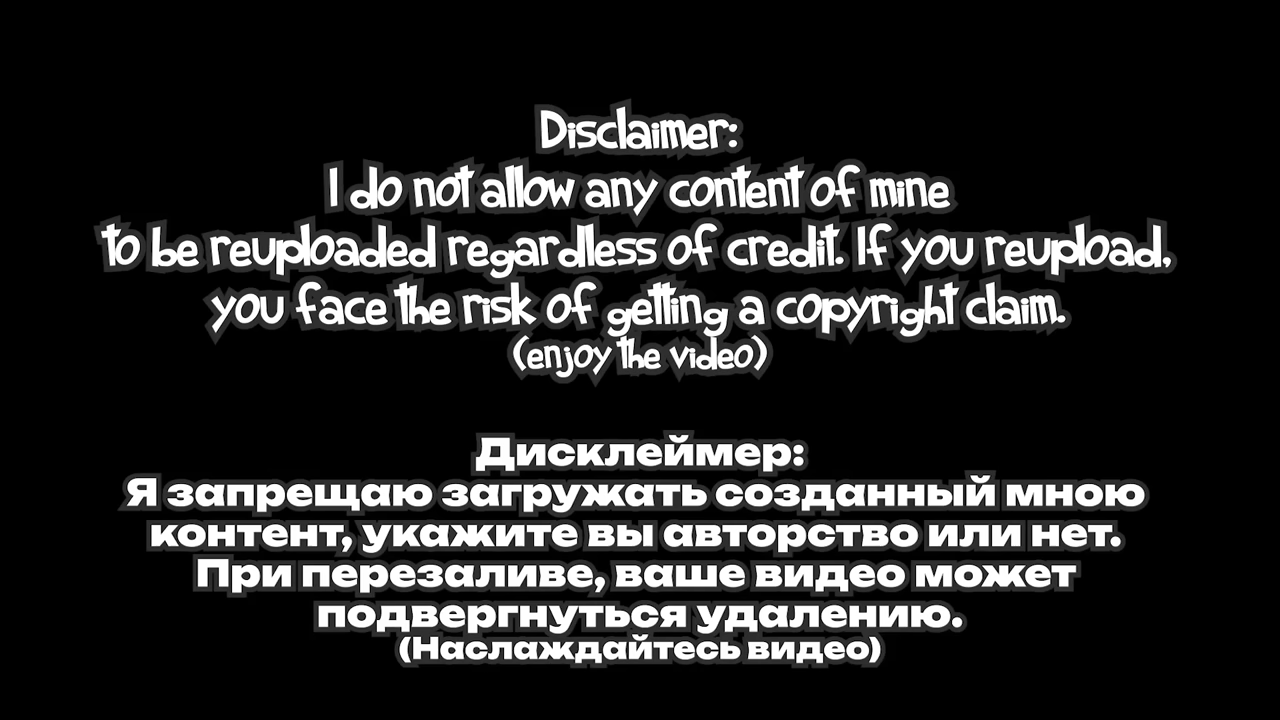 Disclaimer:
I do not allow any content of mine
to be reuploaded regardless of credit. If you reupload,
you face the risk of getting a copyright claim.
(enjoy the video)
Дисклеймер:
Я запрещаю загружать созданный мною
контент, укажите вы авторство или нет.
При перезаливе, ваше видео может
подвергнуться удалению.
(Наслаждайтесь видео)